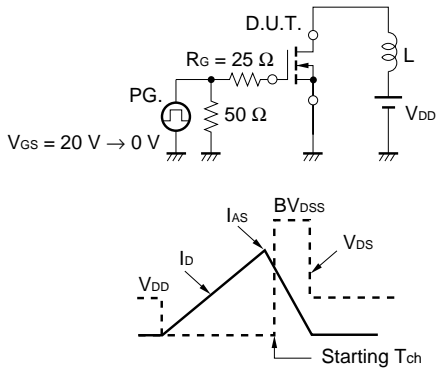 D.U.T.
RG = 25 Ω
L
PG.
50 Ω
VDD
VGS = 20 V → 0 V
BVDSS
IAS
VDS
ID
VDD
Starting Tch